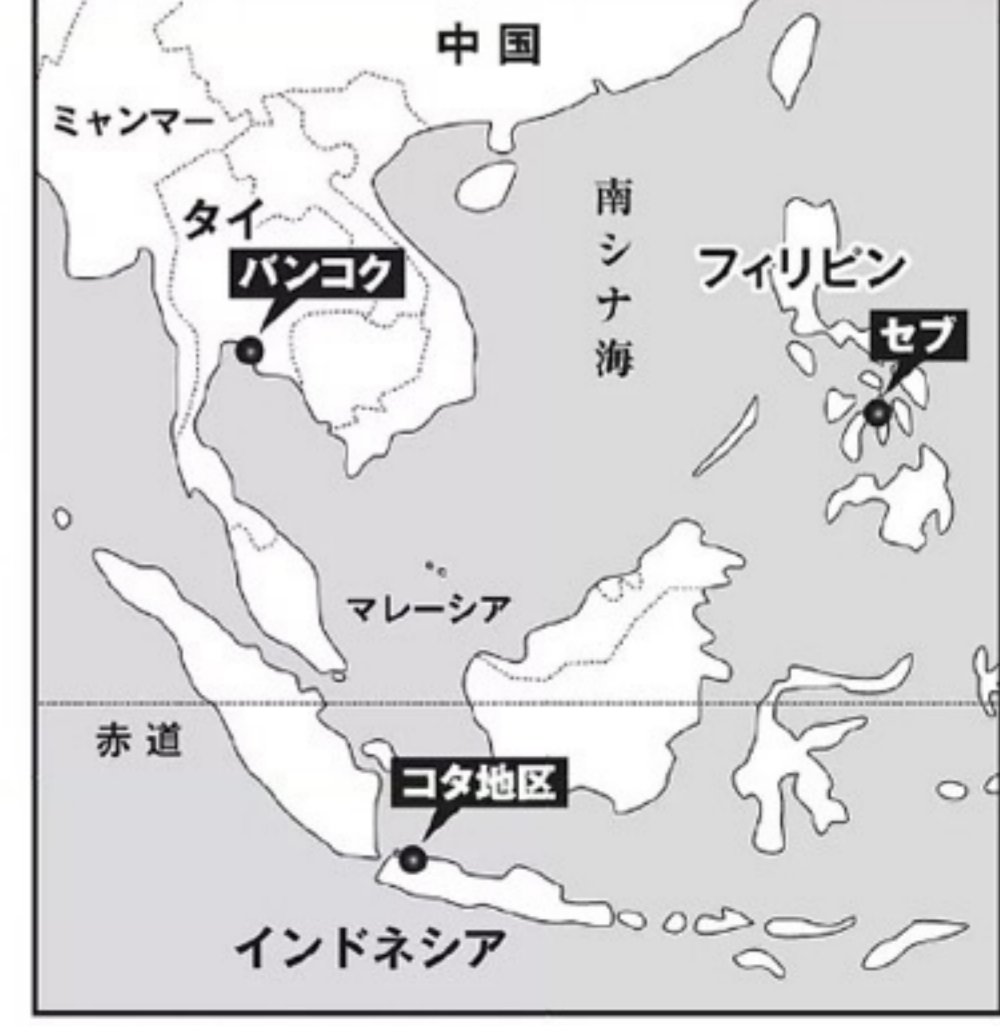 中国
ミャンマー
タイ
バンコク
南シナ海
フィリピン
セブ
マレーシア
赤道
コタ地区
インドネシア